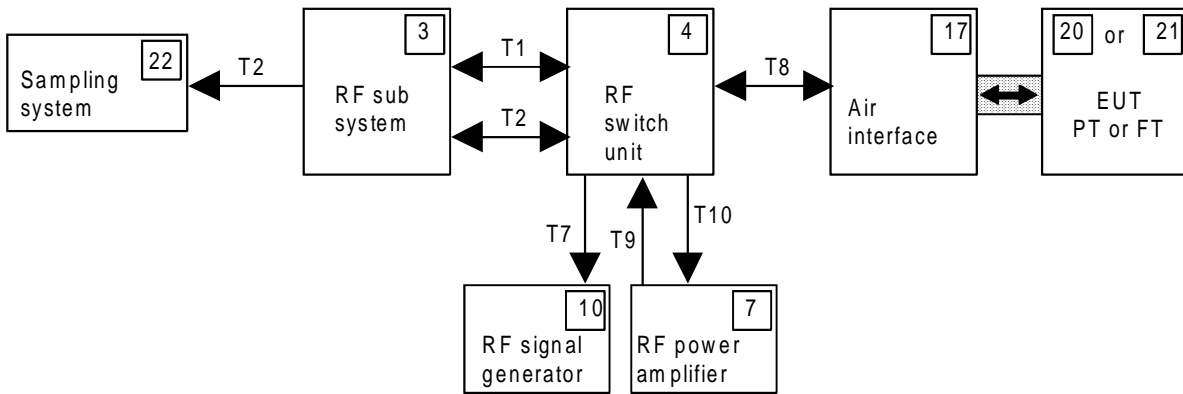 22
Sampling
system
T2
3
RF sub
system
T1
T2
4
RF
switch
unit
T8
17
Air
interface
20 or 21
EUT
PT or FT
T7
T9
T10
10
RF signal
generator
7
RF power
amplifier